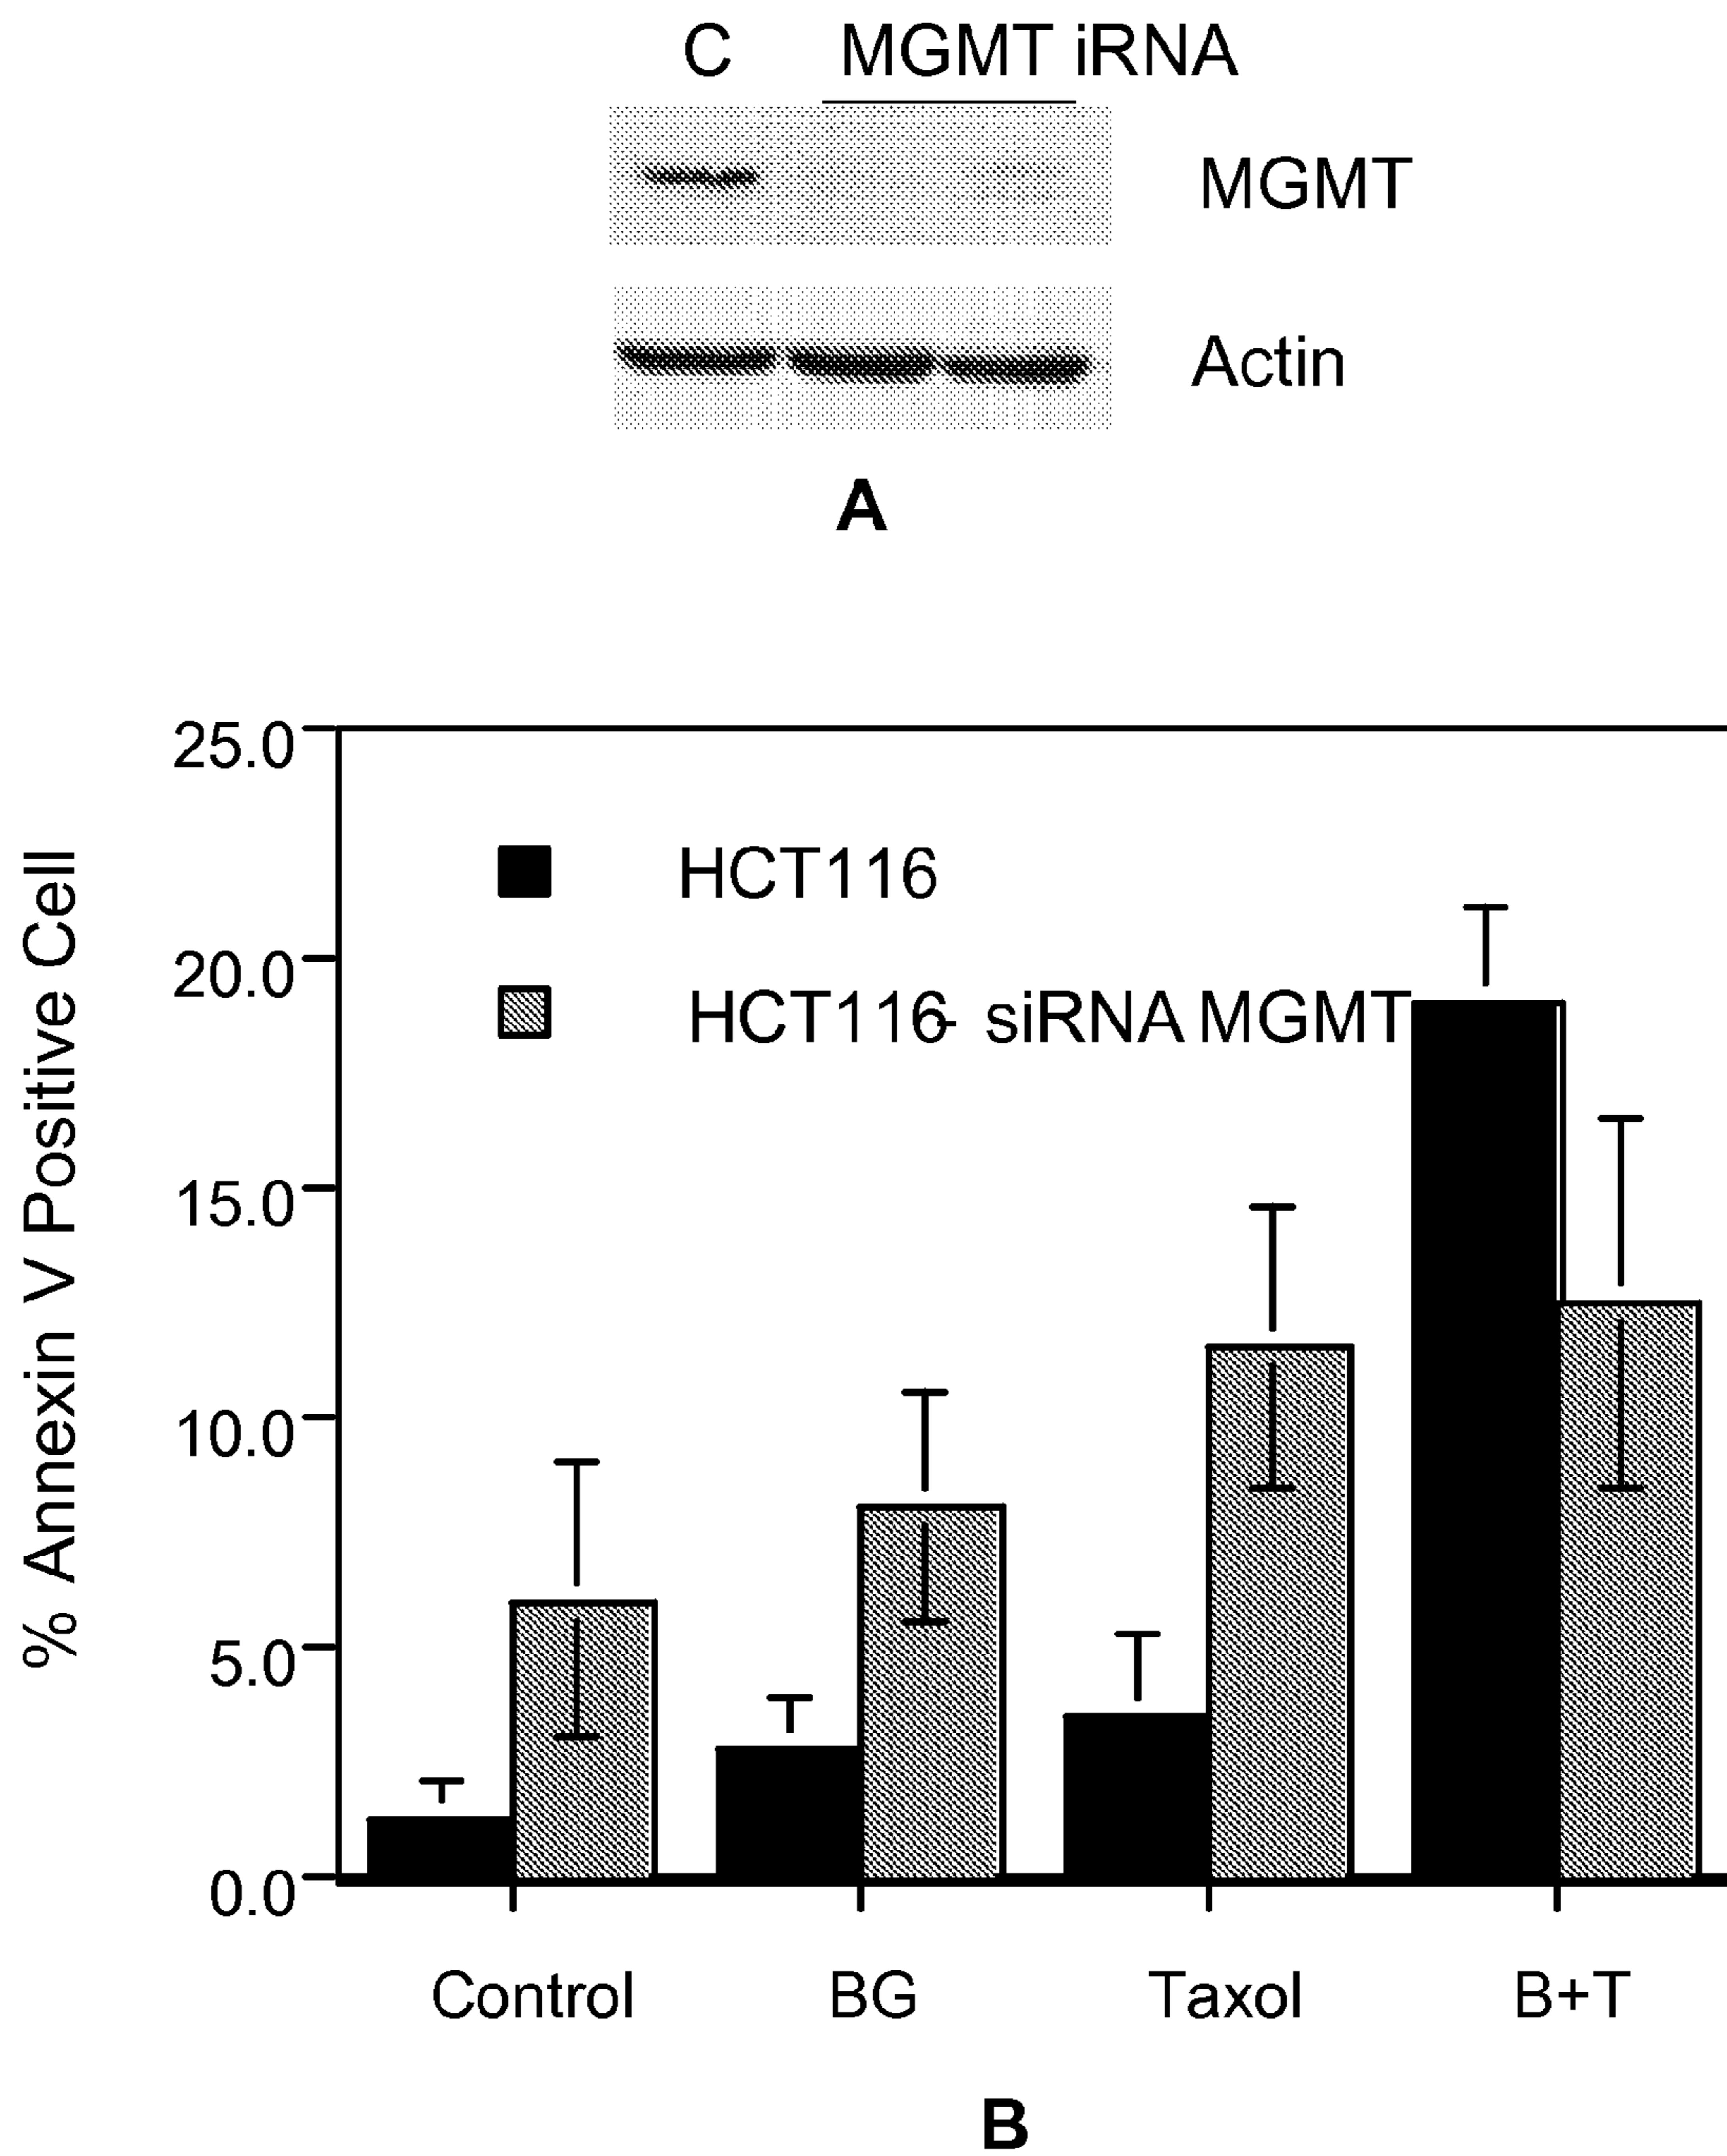 C MGMT iRNA
MGMT
Actin
A
% Annexin V Positive Cell
25.0
20.0
15.0
10.0
5.0
0.0
HCT116
HCT116- siRNA MGMT
Control BG Taxol B+T
B